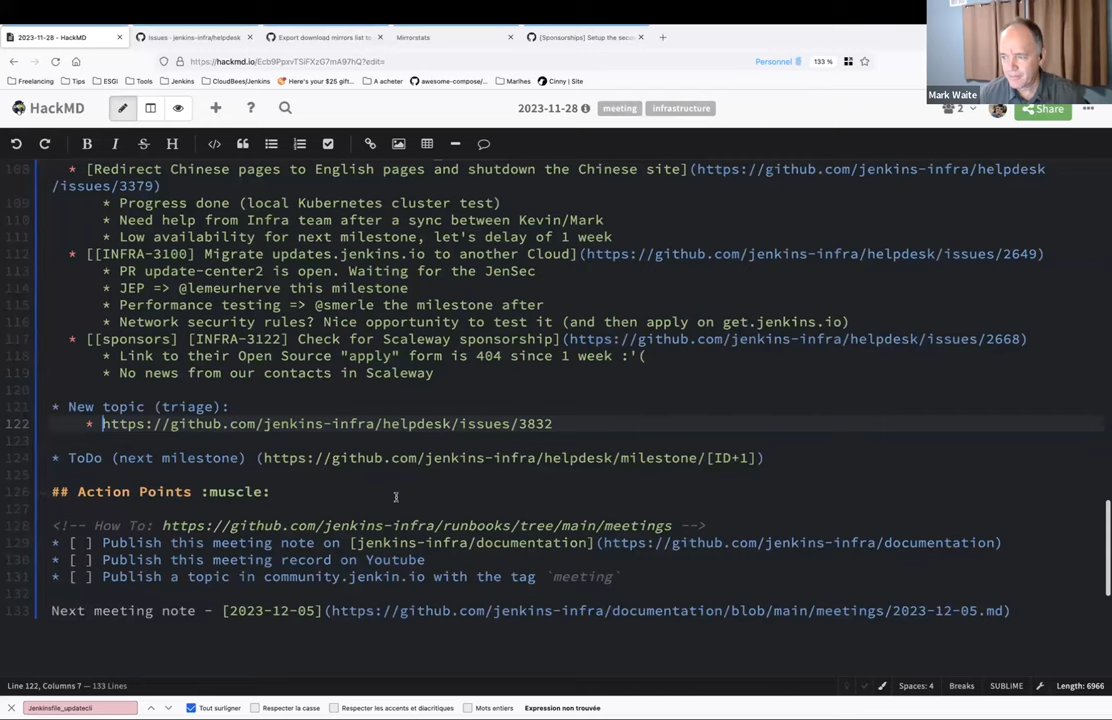 2023-11-28 - HackMD
Issues · jenkins-infra/helpdesk
Export download mirrors list to
Mirrorstats
[Sponsorships] Setup the seco
https://hackmd.io/Ecb9PpxvTSiFXzG7mA97hQ?edit=
Personnel
133 %
Freelancing
Tips
ESGI
Tools
Jenkins
CloudBees/Jenkins
Here's your $25 gift...
A acheter
awesome-compose/...
Marlhes
Cinny | Site
Mark Waite
HackMD
2023-11-28
meeting
infrastructure
2
Share
108 * [Redirect Chinese pages to English pages and shutdown the Chinese site](https://github.com/jenkins-infra/helpdesk
/issues/3379)
109 * Progress done (local Kubernetes cluster test)
110 * Need help from Infra team after a sync between Kevin/Mark
111 * Low availability for next milestone, let's delay of 1 week
112 * [[INFRA-3100] Migrate updates.jenkins.io to another Cloud](https://github.com/jenkins-infra/helpdesk/issues/2649)
113 * PR update-center2 is open. Waiting for the JenSec
114 * JEP => @lemeurherve this milestone
115 * Performance testing => @smerle the milestone after
116 * Network security rules? Nice opportunity to test it (and then apply on get.jenkins.io)
117 * [[sponsors] [INFRA-3122] Check for Scaleway sponsorship](https://github.com/jenkins-infra/helpdesk/issues/2668)
118 * Link to their Open Source "apply" form is 404 since 1 week :'(
119 * No news from our contacts in Scaleway
120
121 * New topic (triage):
122 * https://github.com/jenkins-infra/helpdesk/issues/3832
123
124 * ToDo (next milestone) (https://github.com/jenkins-infra/helpdesk/milestone/[ID+1])
125
126 ## Action Points :muscle:
127
128 <!-- How To: https://github.com/jenkins-infra/runbooks/tree/main/meetings -->
129 * [ ] Publish this meeting note on [jenkins-infra/documentation](https://github.com/jenkins-infra/documentation)
130 * [ ] Publish this meeting record on Youtube
131 * [ ] Publish a topic in community.jenkin.io with the tag `meeting`
132
133 Next meeting note - [2023-12-05](https://github.com/jenkins-infra/documentation/blob/main/meetings/2023-12-05.md)
Line 122, Columns 7 — 133 Lines
Spaces: 4
Breaks
SUBLIME
Length: 6966
Jenkinsfile_updatecli
Tout surligner
Respecter la casse
Respecter les accents et diacritiques
Mots entiers
Expression non trouvée